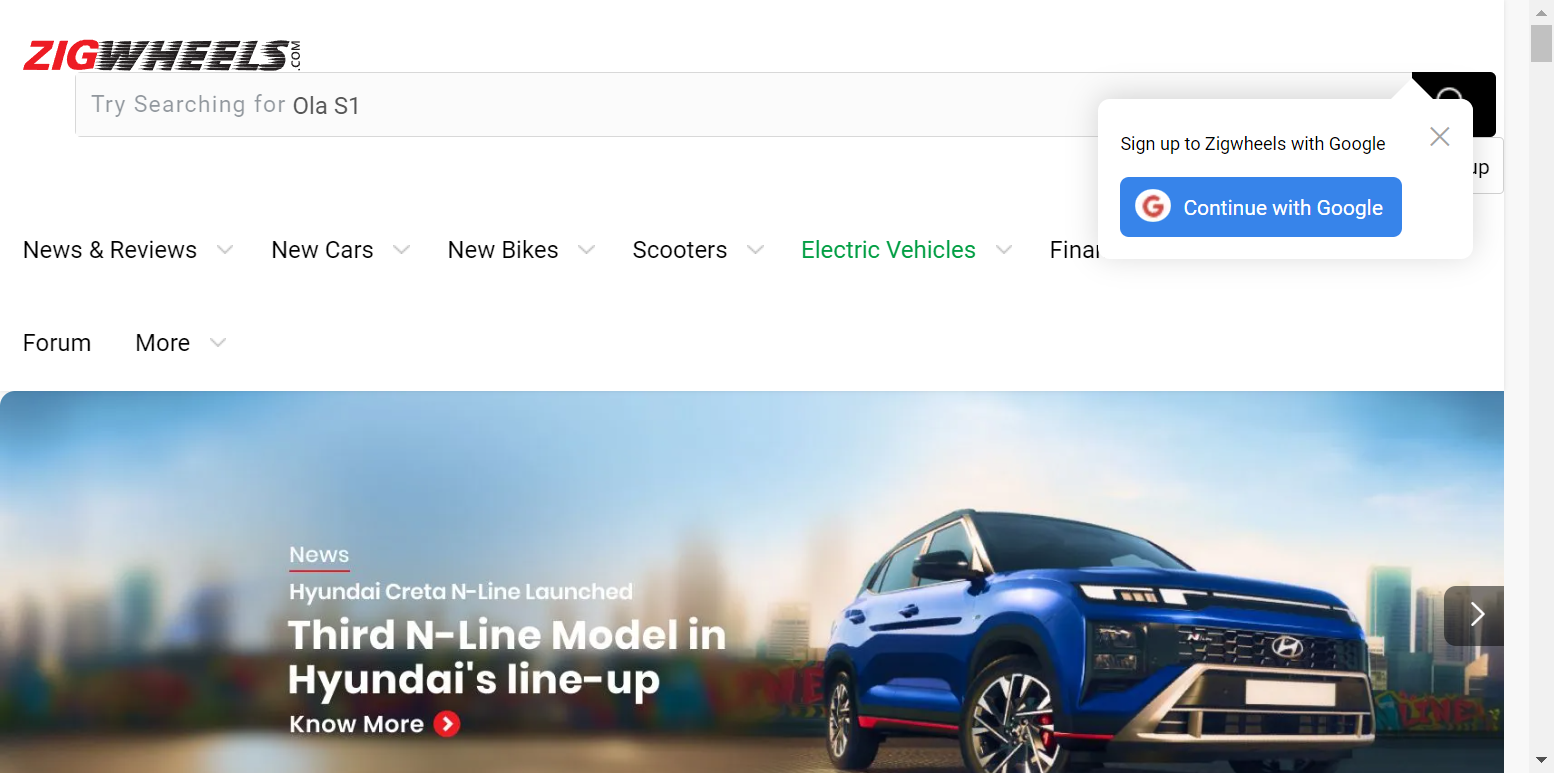 ZIGWHEELS.COM
Try Searching for Ola S1
Sign up to Zigwheels with Google
up
Continue with Google
News & Reviews
New Cars
New Bikes
Scooters
Electric Vehicles
Finan
Forum
More
News
Hyundai Creta N-Line Launched
Third N-Line Model in
Hyundai's line-up
Know More